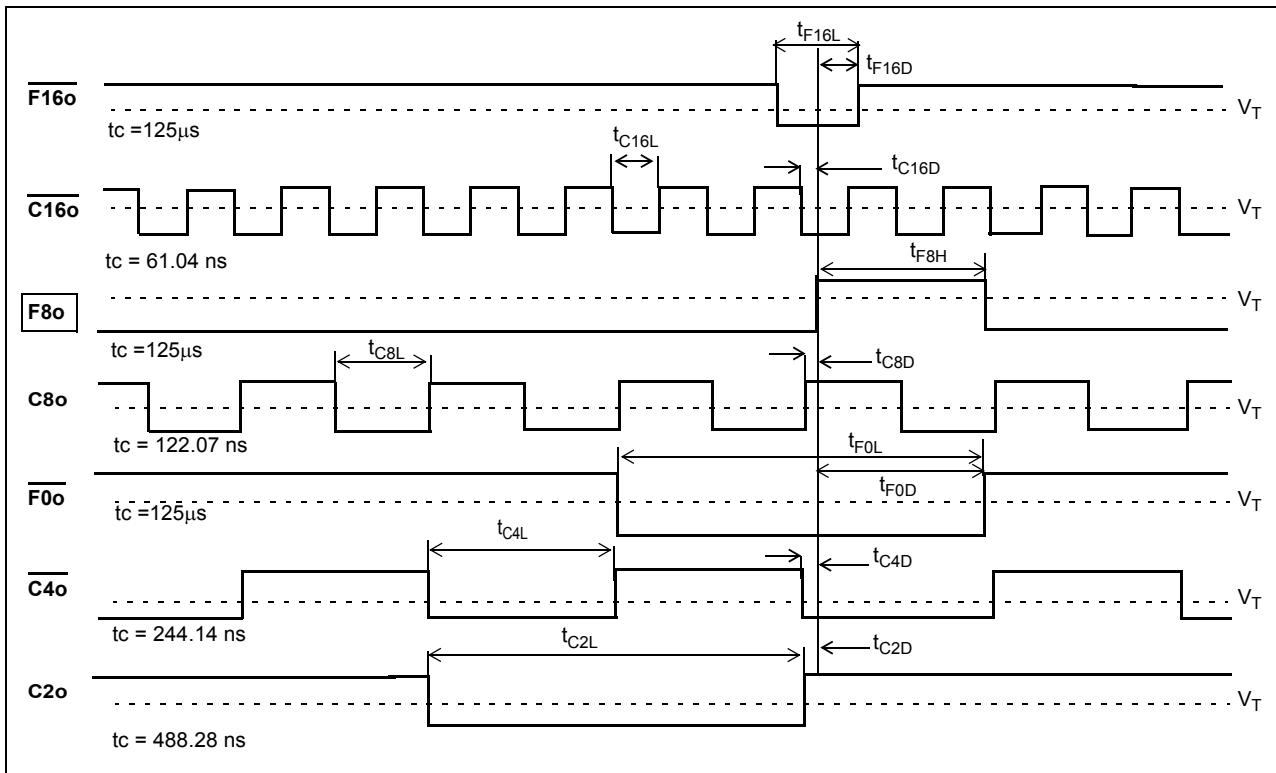 tF16L
tF16D
F16o
VT
tc =125µs
tC16L
tC16D
C16o
VT
tc = 61.04 ns
tF8H
F8o
VT
tc =125µs
tC8L
tC8D
C8o
VT
tc = 122.07 ns
tF0L
tF0D
F0o
VT
tc =125µs
tC4L
tC4D
C4o
VT
tc = 244.14 ns
tC2L
tC2D
C2o
VT
tc = 488.28 ns